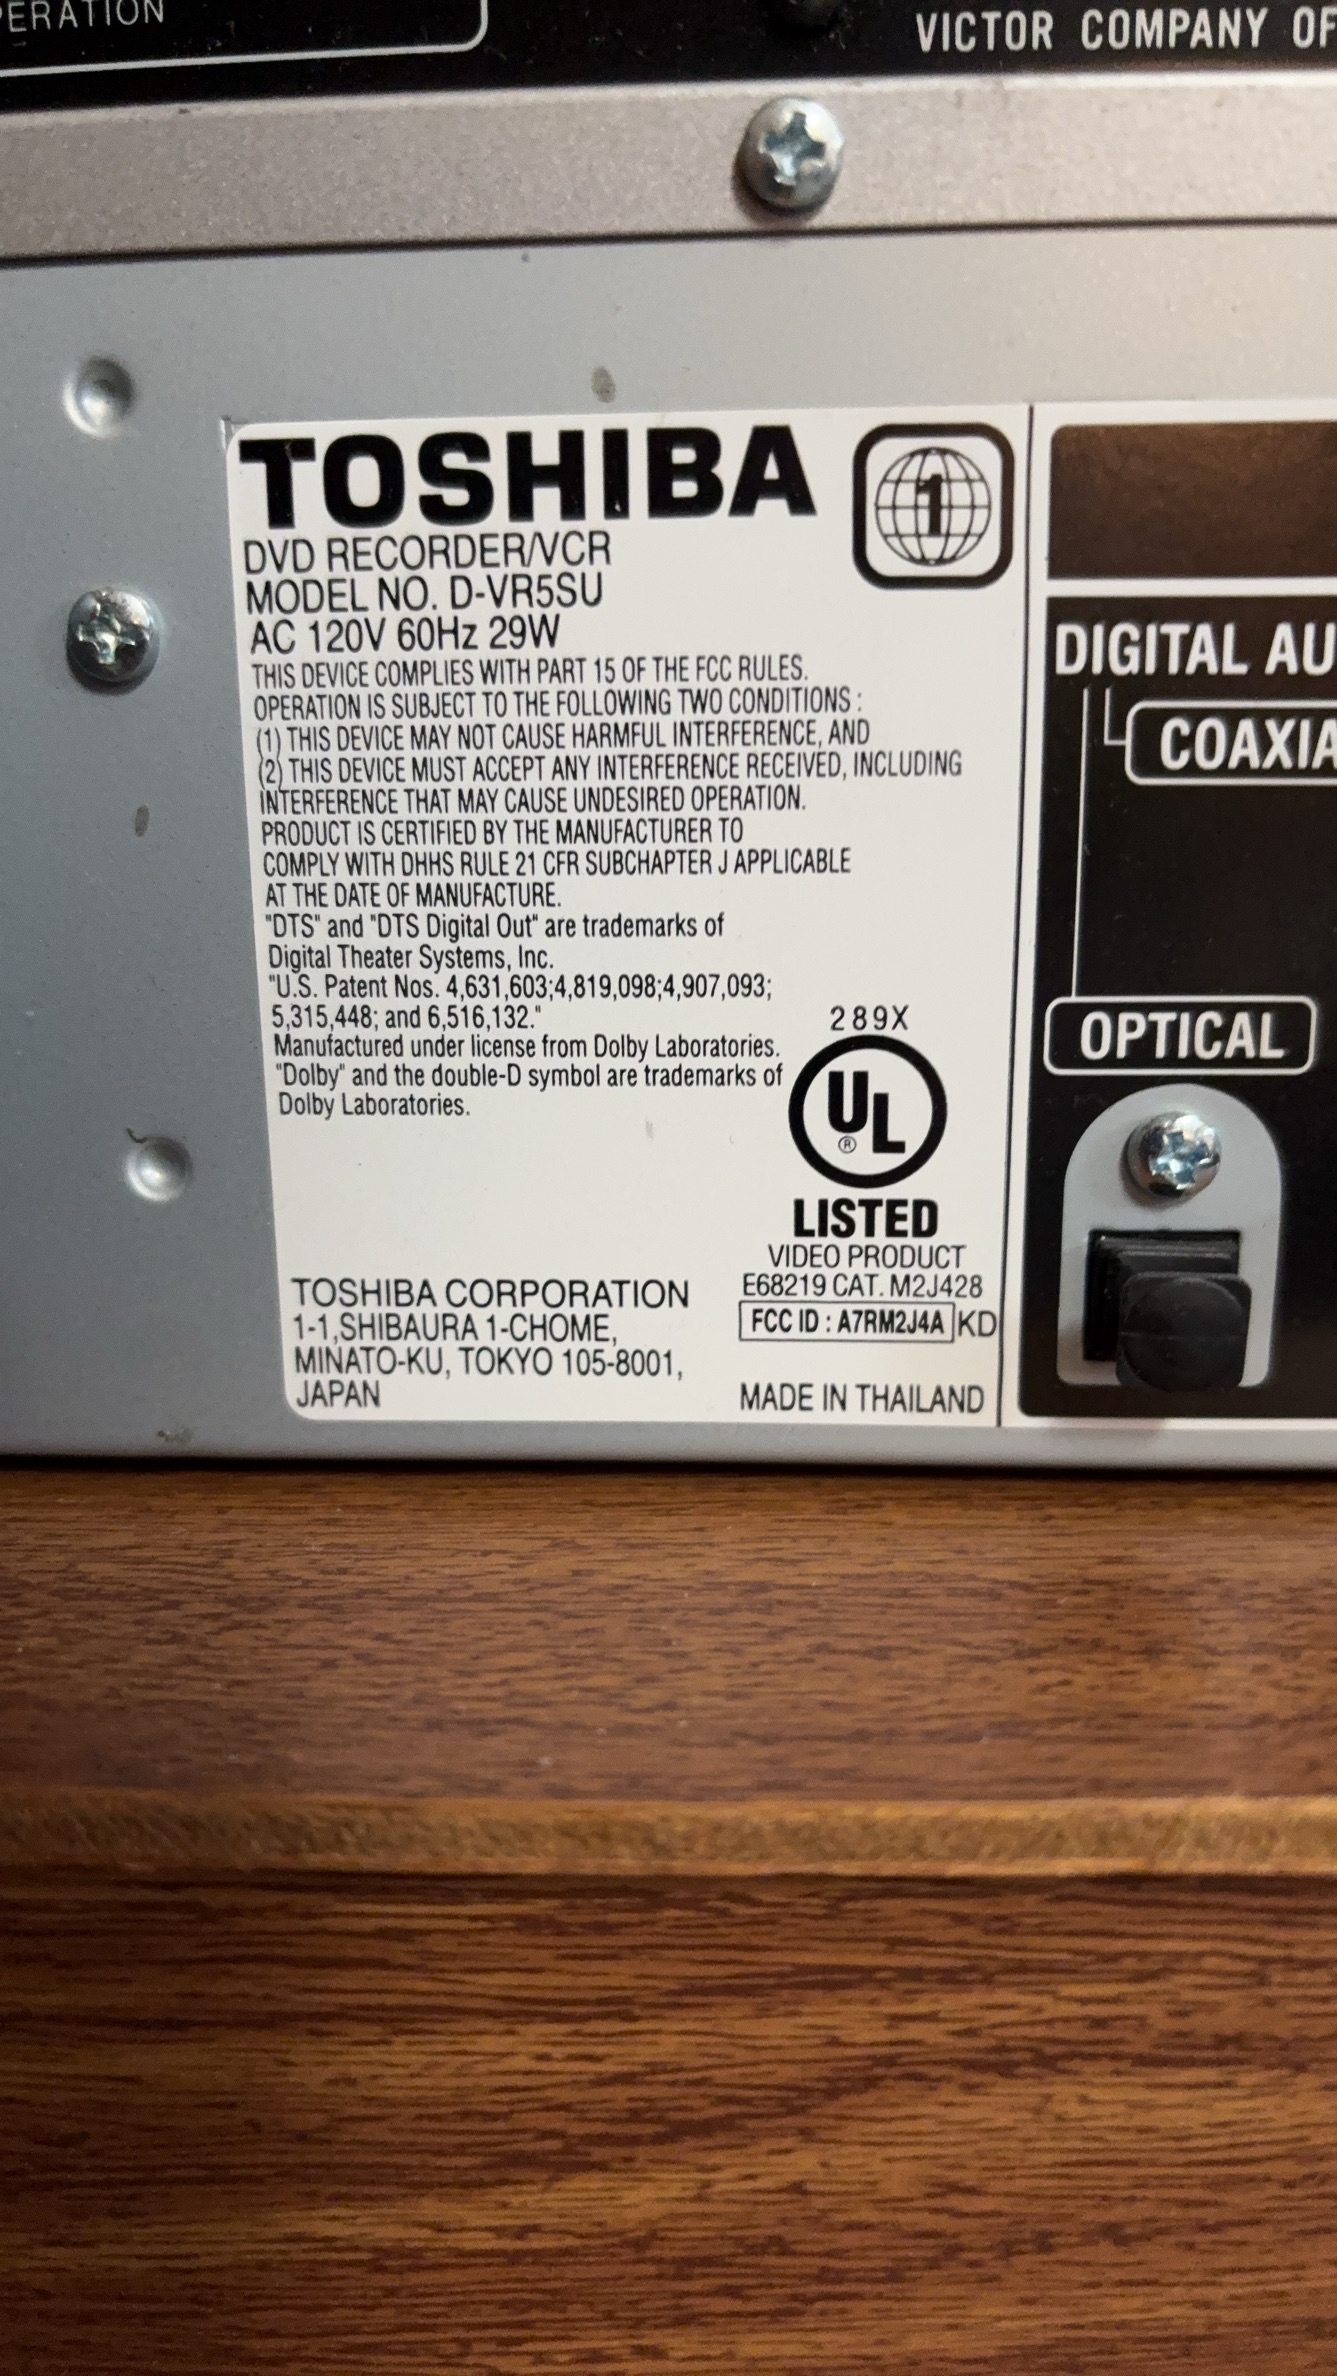 ERATION
VICTOR COMPANY OF
TOSHIBA
1
DVD RECORDER/VCR
MODEL NO. D-VR5SU
AC 120V 60Hz 29W
THIS DEVICE COMPLIES WITH PART 15 OF THE FCC RULES.
OPERATION IS SUBJECT TO THE FOLLOWING TWO CONDITIONS :
(1) THIS DEVICE MAY NOT CAUSE HARMFUL INTERFERENCE, AND
(2) THIS DEVICE MUST ACCEPT ANY INTERFERENCE RECEIVED, INCLUDING
INTERFERENCE THAT MAY CAUSE UNDESIRED OPERATION.
PRODUCT IS CERTIFIED BY THE MANUFACTURER TO
COMPLY WITH DHHS RULE 21 CFR SUBCHAPTER J APPLICABLE
AT THE DATE OF MANUFACTURE.
"DTS" and "DTS Digital Out" are trademarks of
Digital Theater Systems, Inc.
"U.S. Patent Nos. 4,631,603;4,819,098;4,907,093;
5,315,448; and 6,516,132."
Manufactured under license from Dolby Laboratories.
"Dolby" and the double-D symbol are trademarks of
Dolby Laboratories.
289X
UL
®
LISTED
VIDEO PRODUCT
E68219 CAT. M2J428
FCC ID : A7RM2J4A KD
MADE IN THAILAND
TOSHIBA CORPORATION
1-1,SHIBAURA 1-CHOME,
MINATO-KU, TOKYO 105-8001,
JAPAN
DIGITAL AU
COAXIA
OPTICAL